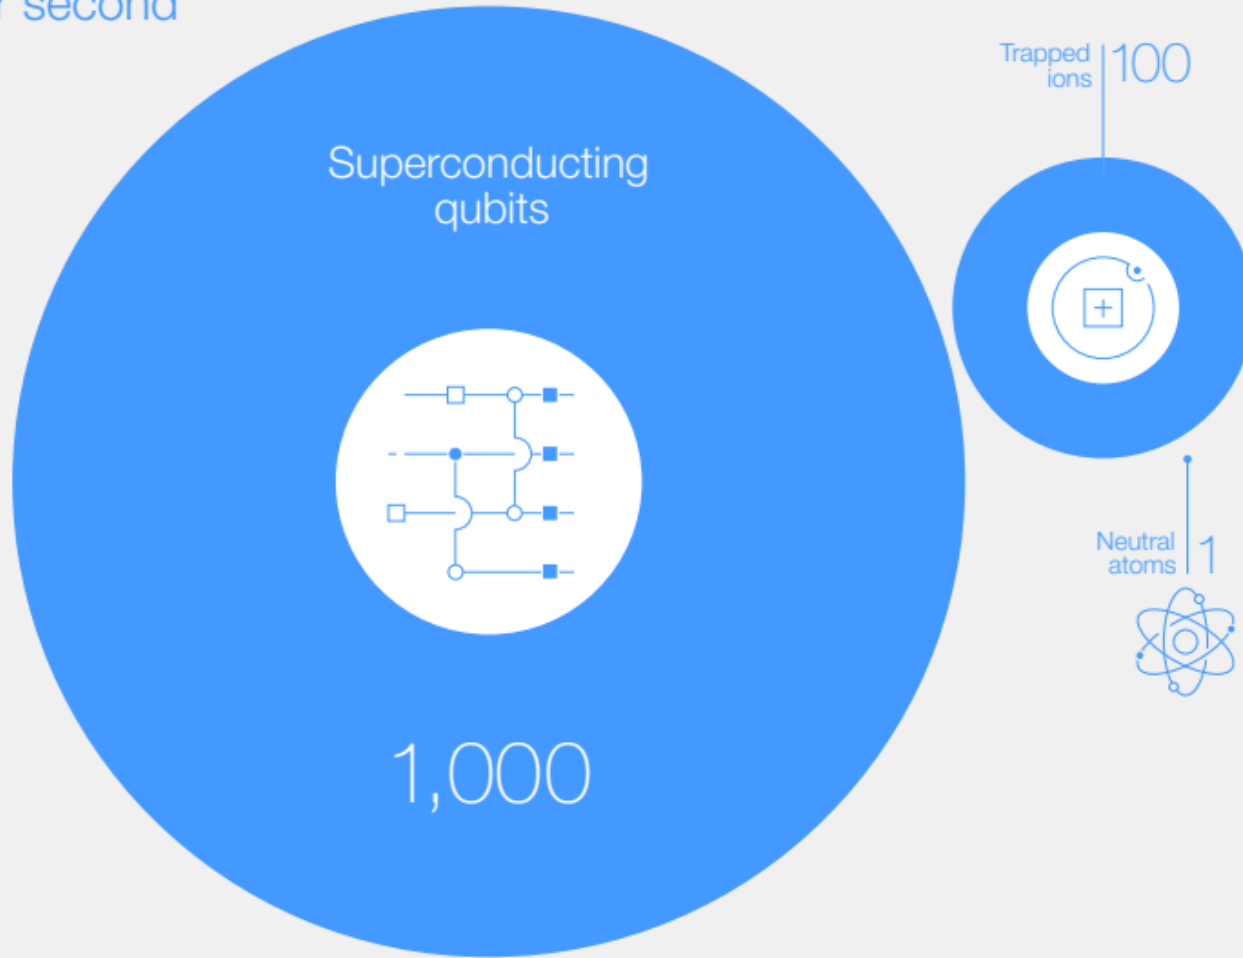 second
Superconducting
qubits
1,000
Trapped
ions
100
Neutral
atoms
1